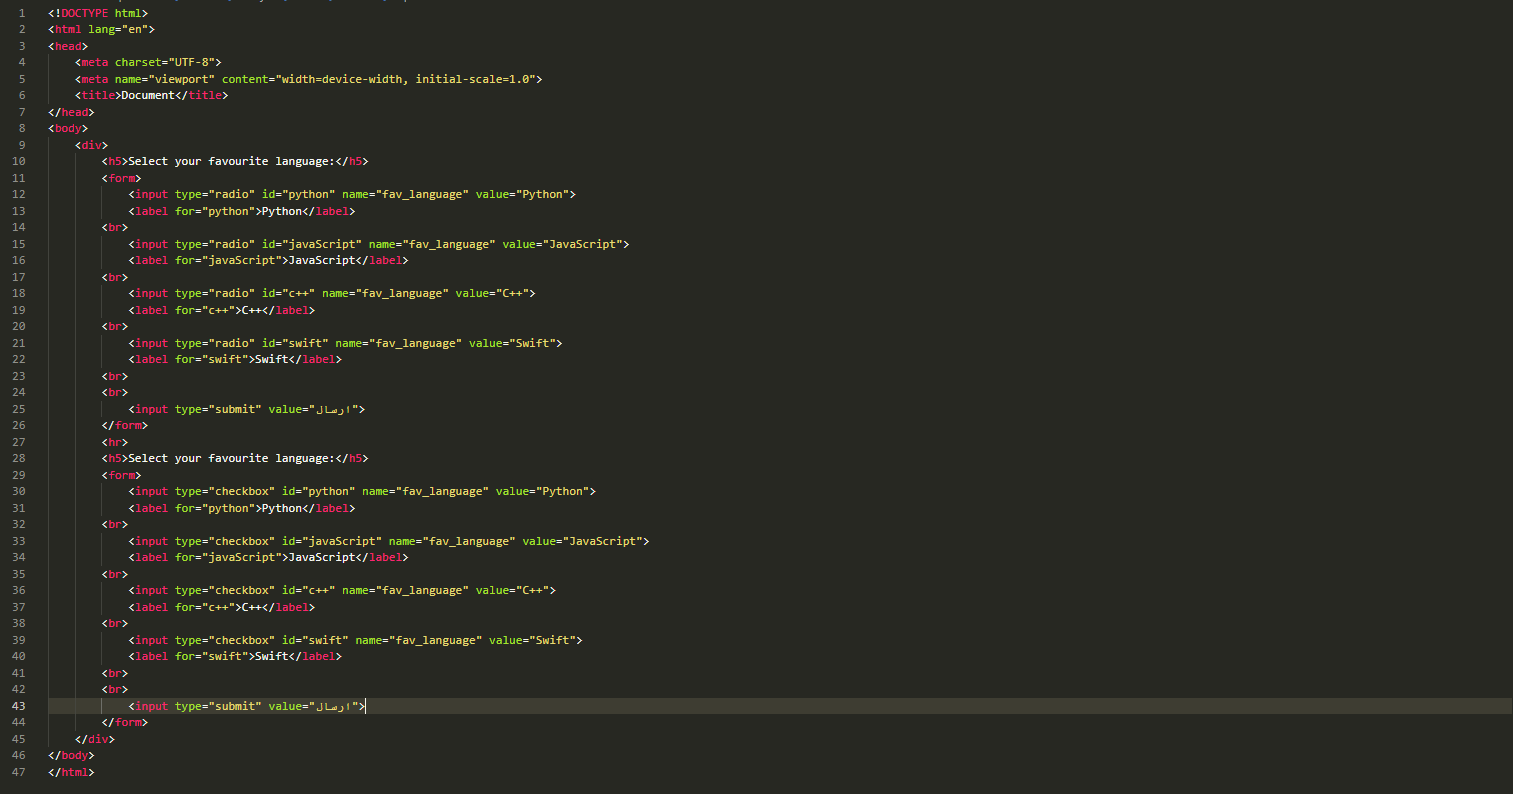 1 <!DOCTYPE html>
2 <html lang="en">
3 <head>
4 <meta charset="UTF-8">
5 <meta name="viewport" content="width=device-width, initial-scale=1.0">
6 <title>Document</title>
7 </head>
8 <body>
9 <div>
10 <h5>Select your favourite language:</h5>
11 <form>
12 <input type="radio" id="python" name="fav_language" value="Python">
13 <label for="python">Python</label>
14 <br>
15 <input type="radio" id="javaScript" name="fav_language" value="JavaScript">
16 <label for="javaScript">JavaScript</label>
17 <br>
18 <input type="radio" id="c++" name="fav_language" value="C++">
19 <label for="c++">C++</label>
20 <br>
21 <input type="radio" id="swift" name="fav_language" value="Swift">
22 <label for="swift">Swift</label>
23 <br>
24 <br>
25 <input type="submit" value="ارسال">
26 </form>
27 <hr>
28 <h5>Select your favourite language:</h5>
29 <form>
30 <input type="checkbox" id="python" name="fav_language" value="Python">
31 <label for="python">Python</label>
32 <br>
33 <input type="checkbox" id="javaScript" name="fav_language" value="JavaScript">
34 <label for="javaScript">JavaScript</label>
35 <br>
36 <input type="checkbox" id="c++" name="fav_language" value="C++">
37 <label for="c++">C++</label>
38 <br>
39 <input type="checkbox" id="swift" name="fav_language" value="Swift">
40 <label for="swift">Swift</label>
41 <br>
42 <br>
43 <input type="submit" value="ارسال">
44 </form>
45 </div>
46 </body>
47 </html>